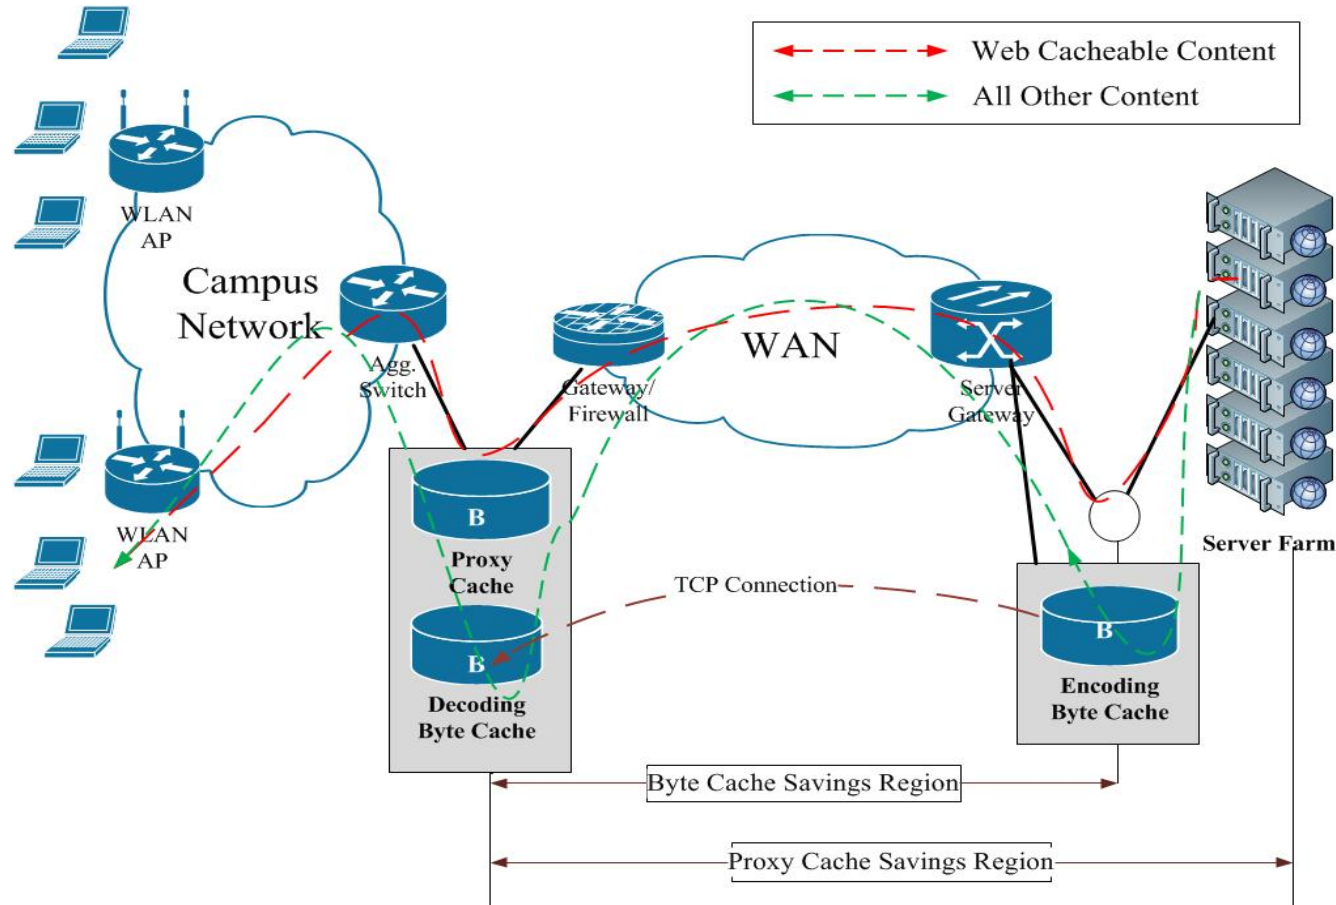 Web Cacheable Content
All Other Content
WLAN
AP
Campus
Network
WAN
Agg.
Switch
Gateway/
Firewall
Server
Gateway
WLAN
AP
B
Proxy
Cache
Server Farm
TCP Connection
B
Decoding
Byte Cache
B
Encoding
Byte Cache
Byte Cache Savings Region
Proxy Cache Savings Region